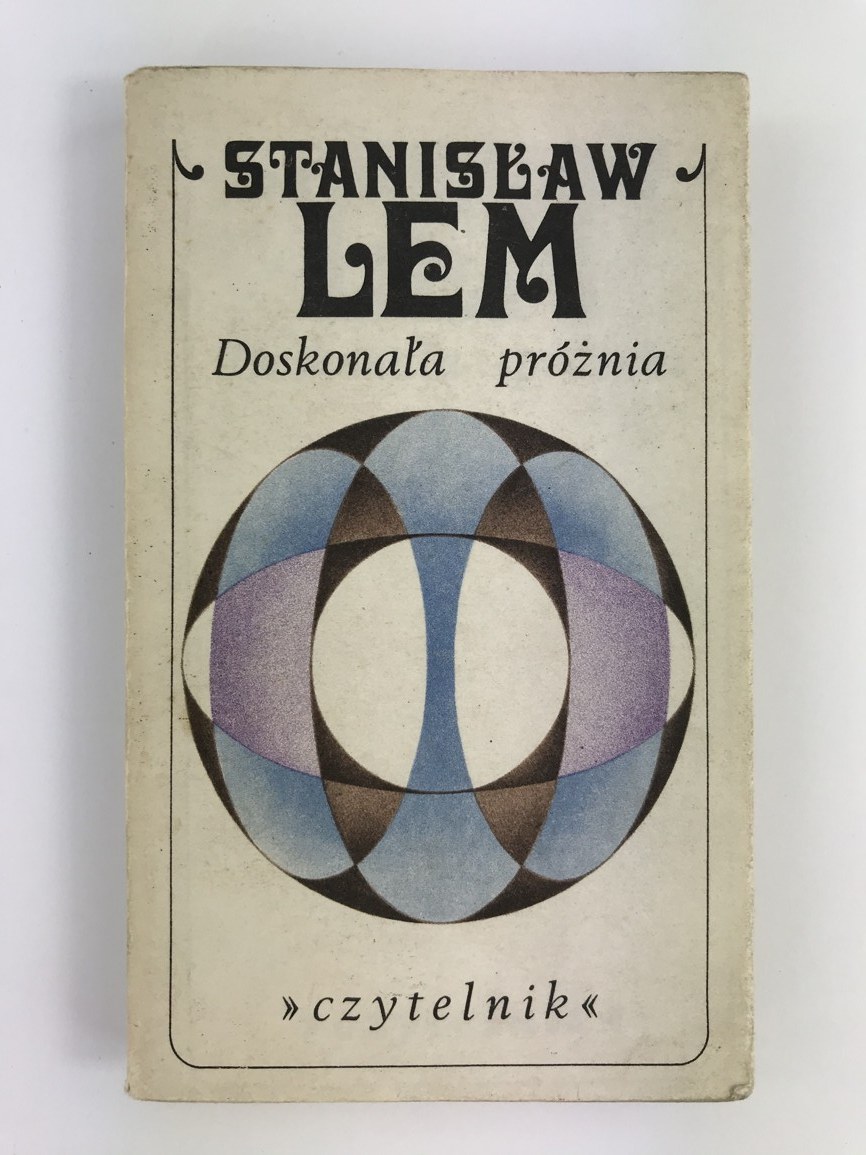 STANISŁAW
LEM
Doskonała próżnia
»czytelnik«